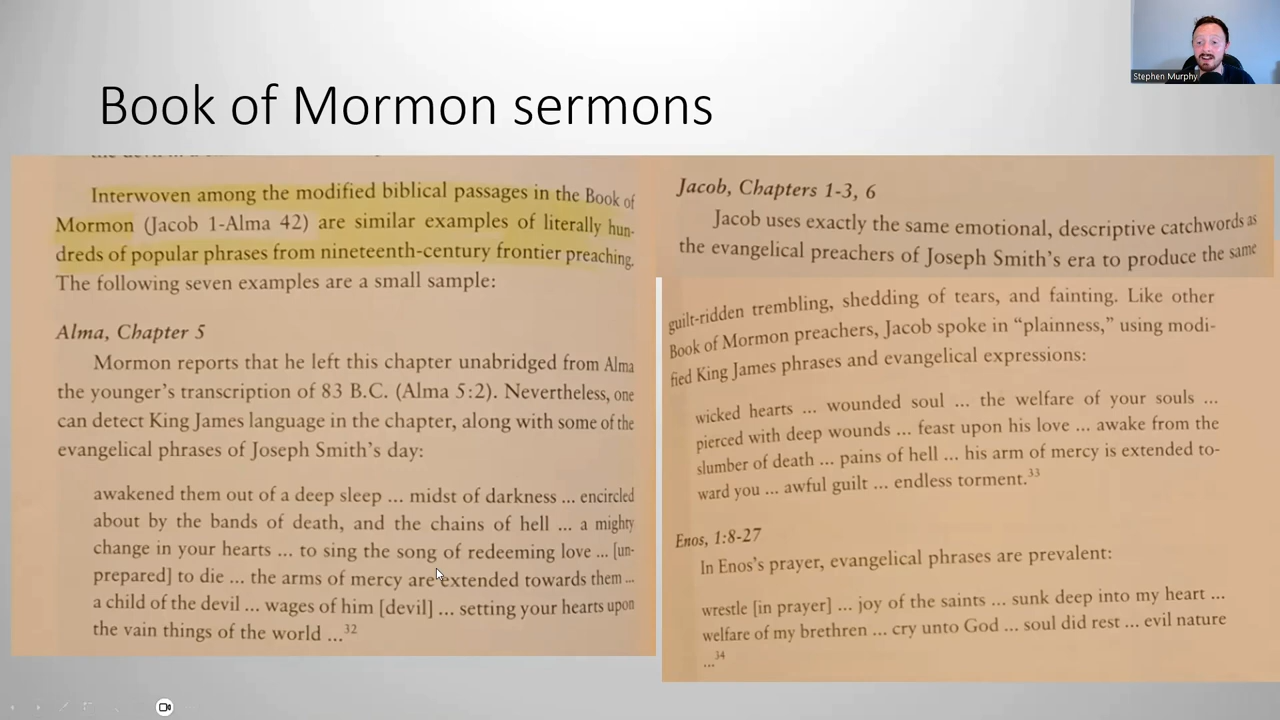 Stephen Murphy
Book of Mormon sermons
Interwoven among the modified biblical passages in the Book of
Mormon (Jacob 1-Alma 42) are similar examples of literally hun-
dreds of popular phrases from nineteenth-century frontier preaching.
The following seven examples are a small sample:
Alma, Chapter 5
Mormon reports that he left this chapter unabridged from Alma
the younger's transcription of 83 B.C. (Alma 5:2). Nevertheless, one
can detect King James language in the chapter, along with some of the
evangelical phrases of Joseph Smith's day:
awakened them out of a deep sleep ... midst of darkness ... encircled
about by the bands of death, and the chains of hell ... a mighty
change in your hearts ... to sing the song of redeeming love ... [un-
prepared] to die ... the arms of mercy are extended towards them ...
a child of the devil ... wages of him [devil] ... setting your hearts upon
the vain things of the world ...32
Jacob, Chapters 1-3, 6
Jacob uses exactly the same emotional, descriptive catchwords as
the evangelical preachers of Joseph Smith's era to produce the same
guilt-ridden trembling, shedding of tears, and fainting. Like other
Book of Mormon preachers, Jacob spoke in "plainness," using modi-
fied King James phrases and evangelical expressions:
wicked hearts ... wounded soul ... the welfare of your souls ...
pierced with deep wounds ... feast upon his love ... awake from the
slumber of death ... pains of hell ... his arm of mercy is extended to-
ward you ... awful guilt ... endless torment.33
Enos, 1:8-27
In Enos's prayer, evangelical phrases are prevalent:
wrestle [in prayer] ... joy of the saints ... sunk deep into my heart ...
welfare of my brethren ... cry unto God ... soul did rest ... evil nature
...34